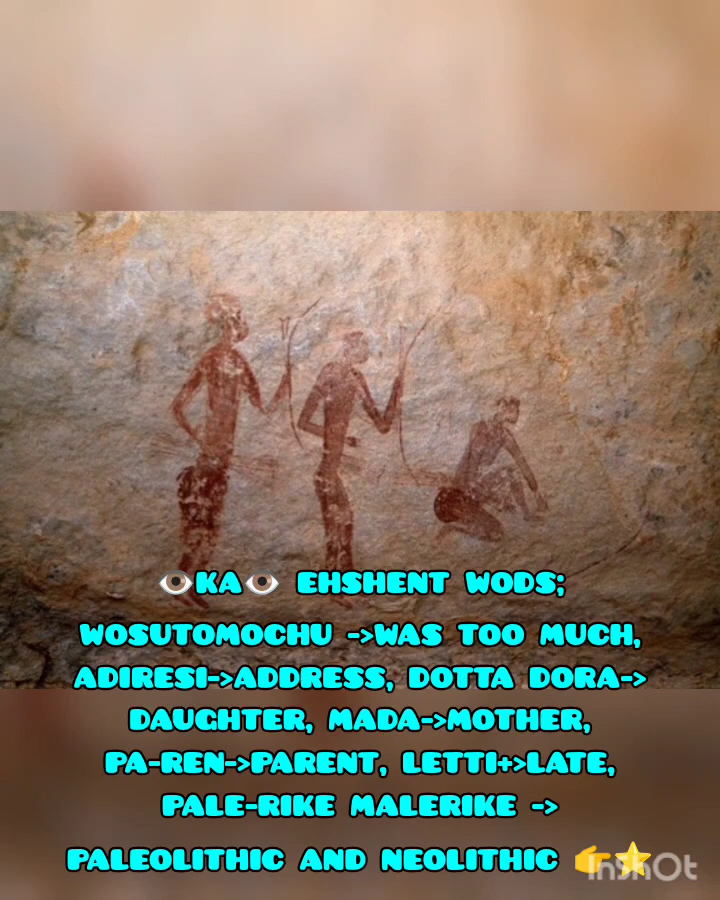 👁KA👁 EHSHENT WODS;
WOSUTOMOCHU ->WAS TOO MUCH,
ADIRESI->ADDRESS, DOTTA DORA->
DAUGHTER, MADA->MOTHER,
PA-REN->PARENT, LETTI+>LATE,
PALE-RIKE MALERIKE ->
PALEOLITHIC AND NEOLITHIC 👉⭐
InShOt